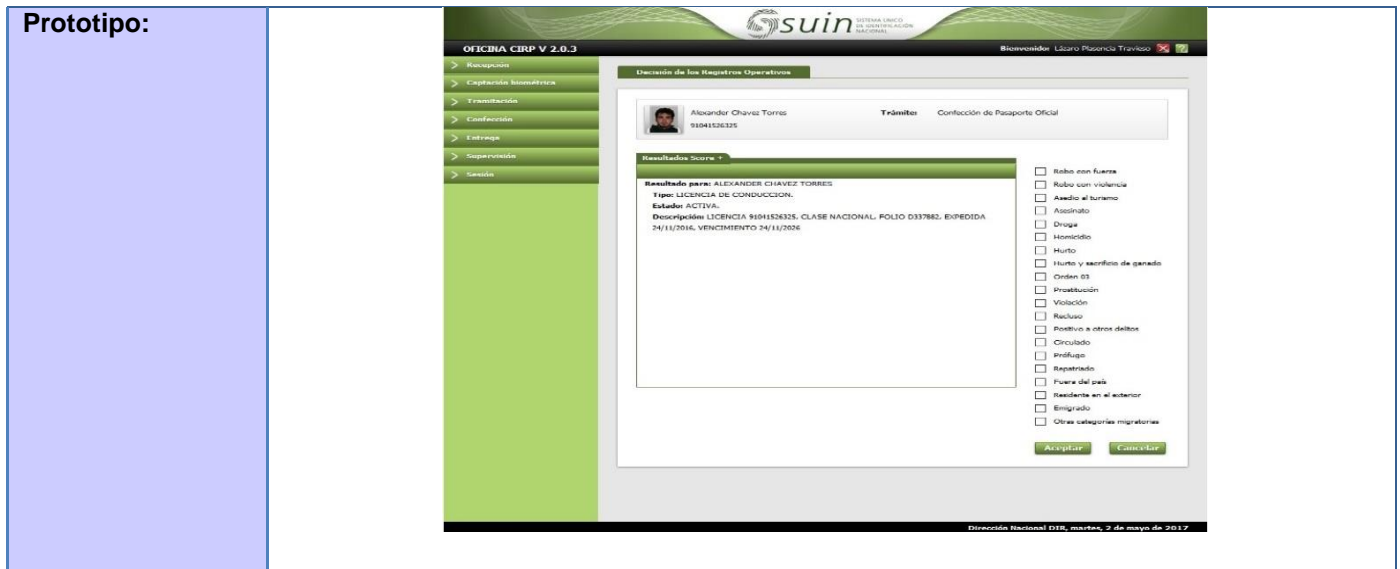 Prototipo:
suin SISTEMA UNICO
DE IDENTIFICACIÓN
NACIONAL
OFICINA CIRP V 2.0.3
Bienvenido: Lázaro Plasencia Travieso
> Recepción
> Captación biométrica
> Tramitación
> Confección
> Entrega
> Supervisión
> Sesión
Decisión de los Registros Operativos
Alexander Chavez Torres
91041526325
Trámite: Confección de Pasaporte Oficial
Resultados Score +
Resultado para: ALEXANDER CHAVEZ TORRES
Tipo: LICENCIA DE CONDUCCION.
Estado: ACTIVA.
Descripción: LICENCIA 91041526325. CLASE NACIONAL. FOLIO D337882. EXPEDIDA
24/11/2016, VENCIMIENTO 24/11/2026
Robo con fuerza
Robo con violencia
Asedio al turismo
Asesinato
Droga
Homicidio
Hurto
Hurto y sacrificio de ganado
Orden 03
Prostitución
Violación
Recluso
Positivo a otros delitos
Circulado
Prófugo
Repatriado
Fuera del país
Residente en el exterior
Emigrado
Otras categorías migratorias
Aceptar Cancelar
Dirección Nacional DIR, martes, 2 de mayo de 2017